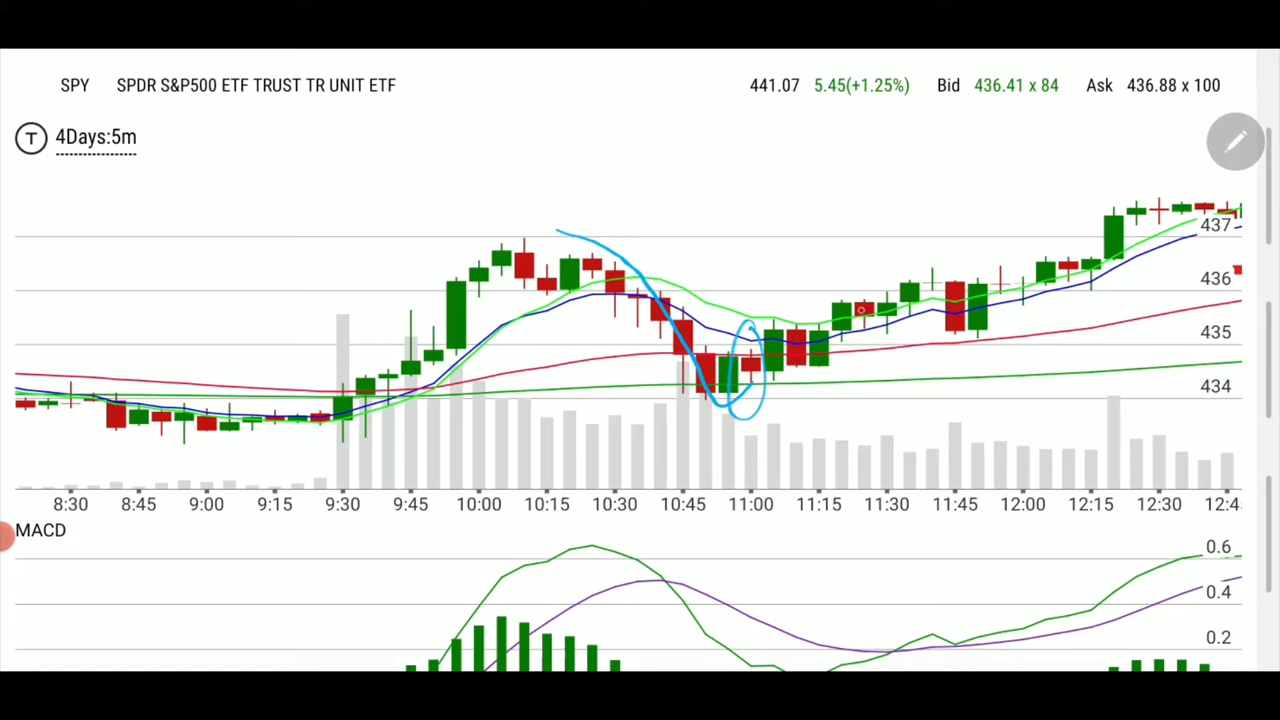 SPY SPDR S&P500 ETF TRUST TR UNIT ETF 441.07 5.45(+1.25%) Bid 436.41 x 84 Ask 436.88 x 100
T 4Days:5m
437
436
435
434
8:30 8:45 9:00 9:15 9:30 9:45 10:00 10:15 10:30 10:45 11:00 11:15 11:30 11:45 12:00 12:15 12:30 12:4
MACD
0.6
0.4
0.2